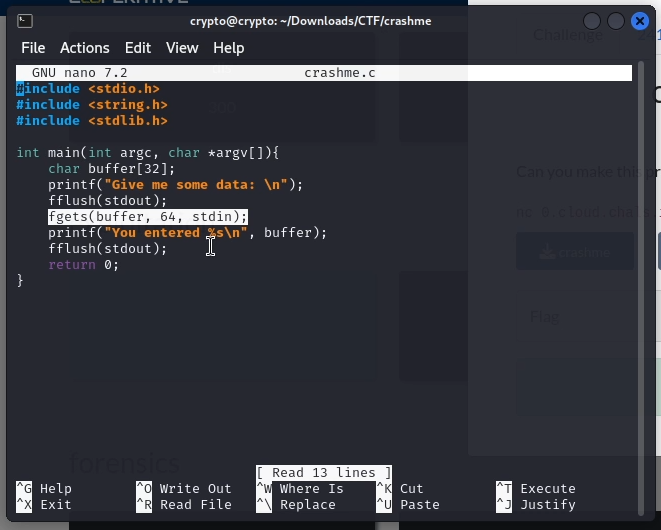 crypto@crypto: ~/Downloads/CTF/crashme
File Actions Edit View Help
GNU nano 7.2 crashme.c
#include <stdio.h>
#include <string.h>
#include <stdlib.h>
int main(int argc, char *argv[]){
char buffer[32];
printf("Give me some data: \n");
fflush(stdout);
fgets(buffer, 64, stdin);
printf("You entered %s\n", buffer);
fflush(stdout);
return 0;
}
Challenge
Can you make this pr
crashme
Flag
forensics
[ Read 13 lines ]
^G Help ^O Write Out ^W Where Is ^K Cut ^T Execute
^X Exit ^R Read File ^\ Replace ^U Paste ^J Justify